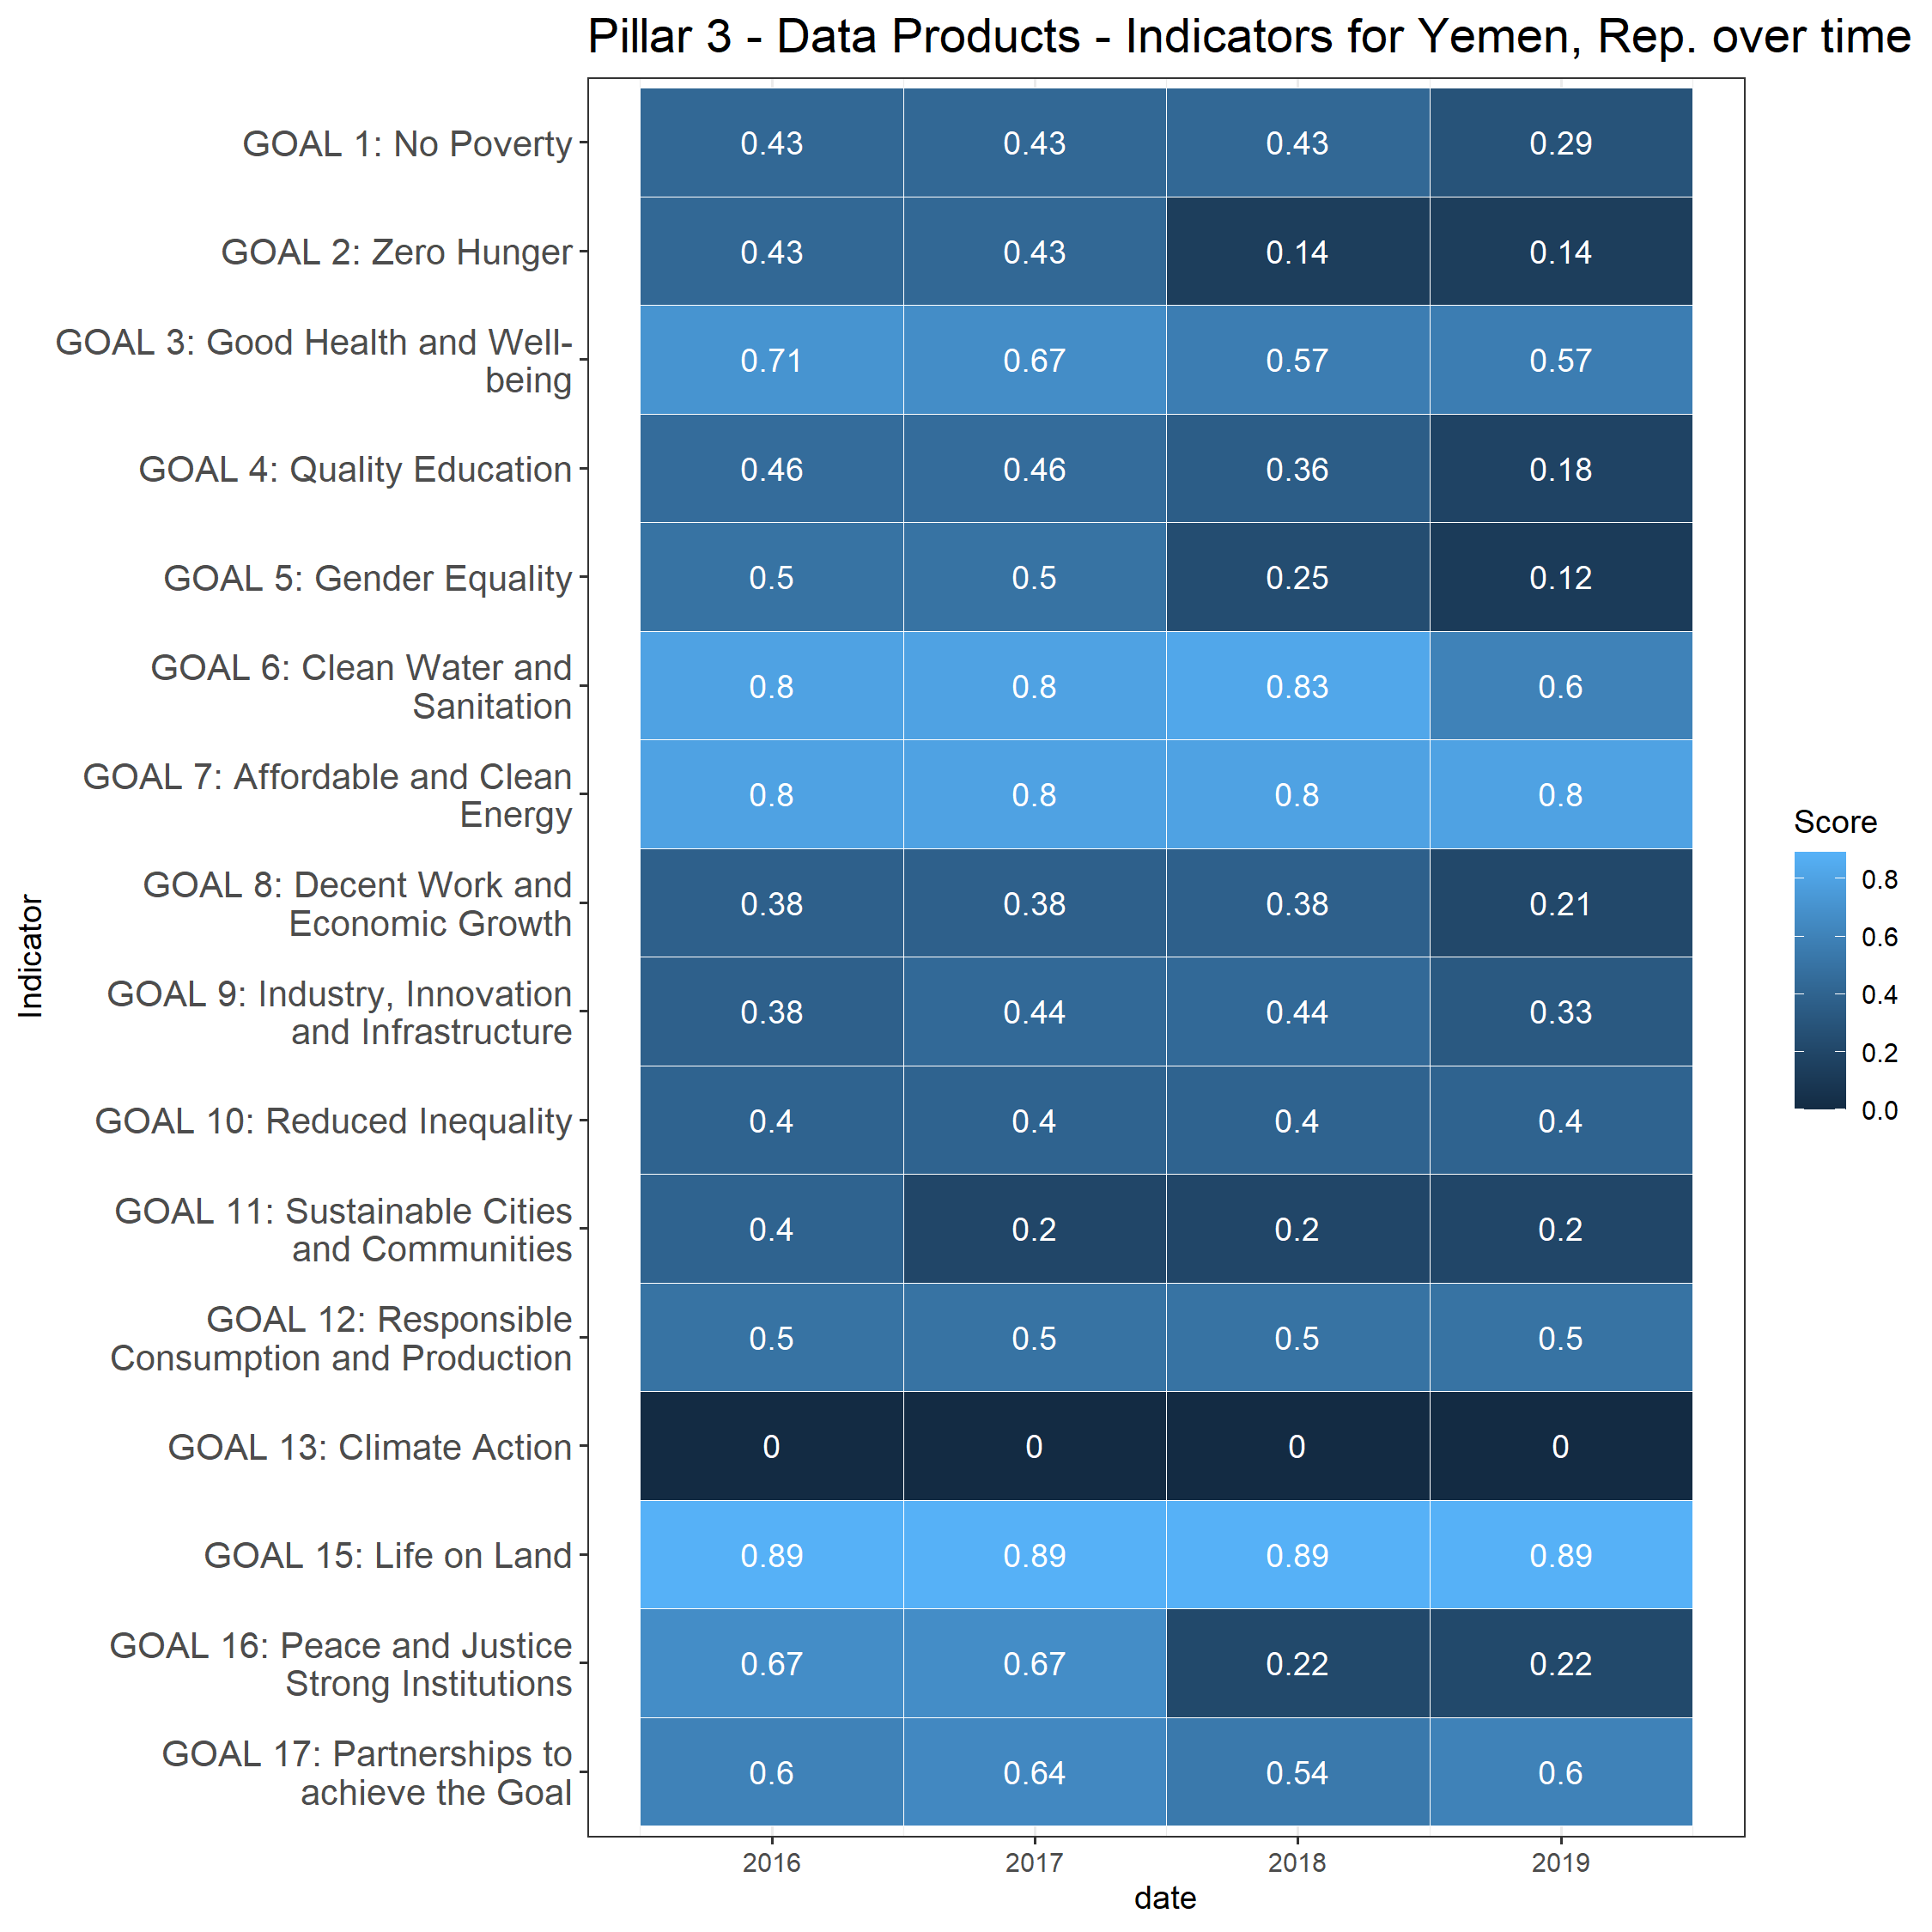 Pillar 3 - Data Products - Indicators for Yemen, Rep. over time
GOAL 1: No Poverty
0.43 0.43 0.43 0.29
GOAL 2: Zero Hunger
0.43 0.43 0.14 0.14
GOAL 3: Good Health and Well-
being
0.71 0.67 0.57 0.57
GOAL 4: Quality Education
0.46 0.46 0.36 0.18
GOAL 5: Gender Equality
0.5 0.5 0.25 0.12
GOAL 6: Clean Water and
Sanitation
0.8 0.8 0.83 0.6
GOAL 7: Affordable and Clean
Energy
0.8 0.8 0.8 0.8
GOAL 8: Decent Work and
Economic Growth
0.38 0.38 0.38 0.21
GOAL 9: Industry, Innovation
and Infrastructure
0.38 0.44 0.44 0.33
GOAL 10: Reduced Inequality
0.4 0.4 0.4 0.4
GOAL 11: Sustainable Cities
and Communities
0.4 0.2 0.2 0.2
GOAL 12: Responsible
Consumption and Production
0.5 0.5 0.5 0.5
GOAL 13: Climate Action
0 0 0 0
GOAL 15: Life on Land
0.89 0.89 0.89 0.89
GOAL 16: Peace and Justice
Strong Institutions
0.67 0.67 0.22 0.22
GOAL 17: Partnerships to
achieve the Goal
0.6 0.64 0.54 0.6
2016 2017 2018 2019
date
Indicator
Score
0.8
0.6
0.4
0.2
0.0